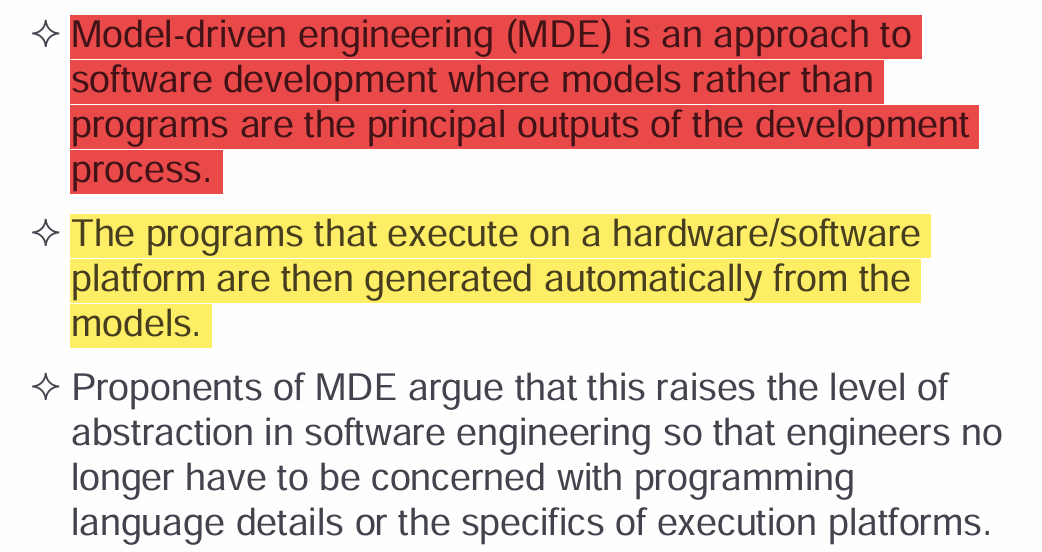 ✧ Model-driven engineering (MDE) is an approach to
software development where models rather than
programs are the principal outputs of the development
process.
✧ The programs that execute on a hardware/software
platform are then generated automatically from the
models.
✧ Proponents of MDE argue that this raises the level of
abstraction in software engineering so that engineers no
longer have to be concerned with programming
language details or the specifics of execution platforms.